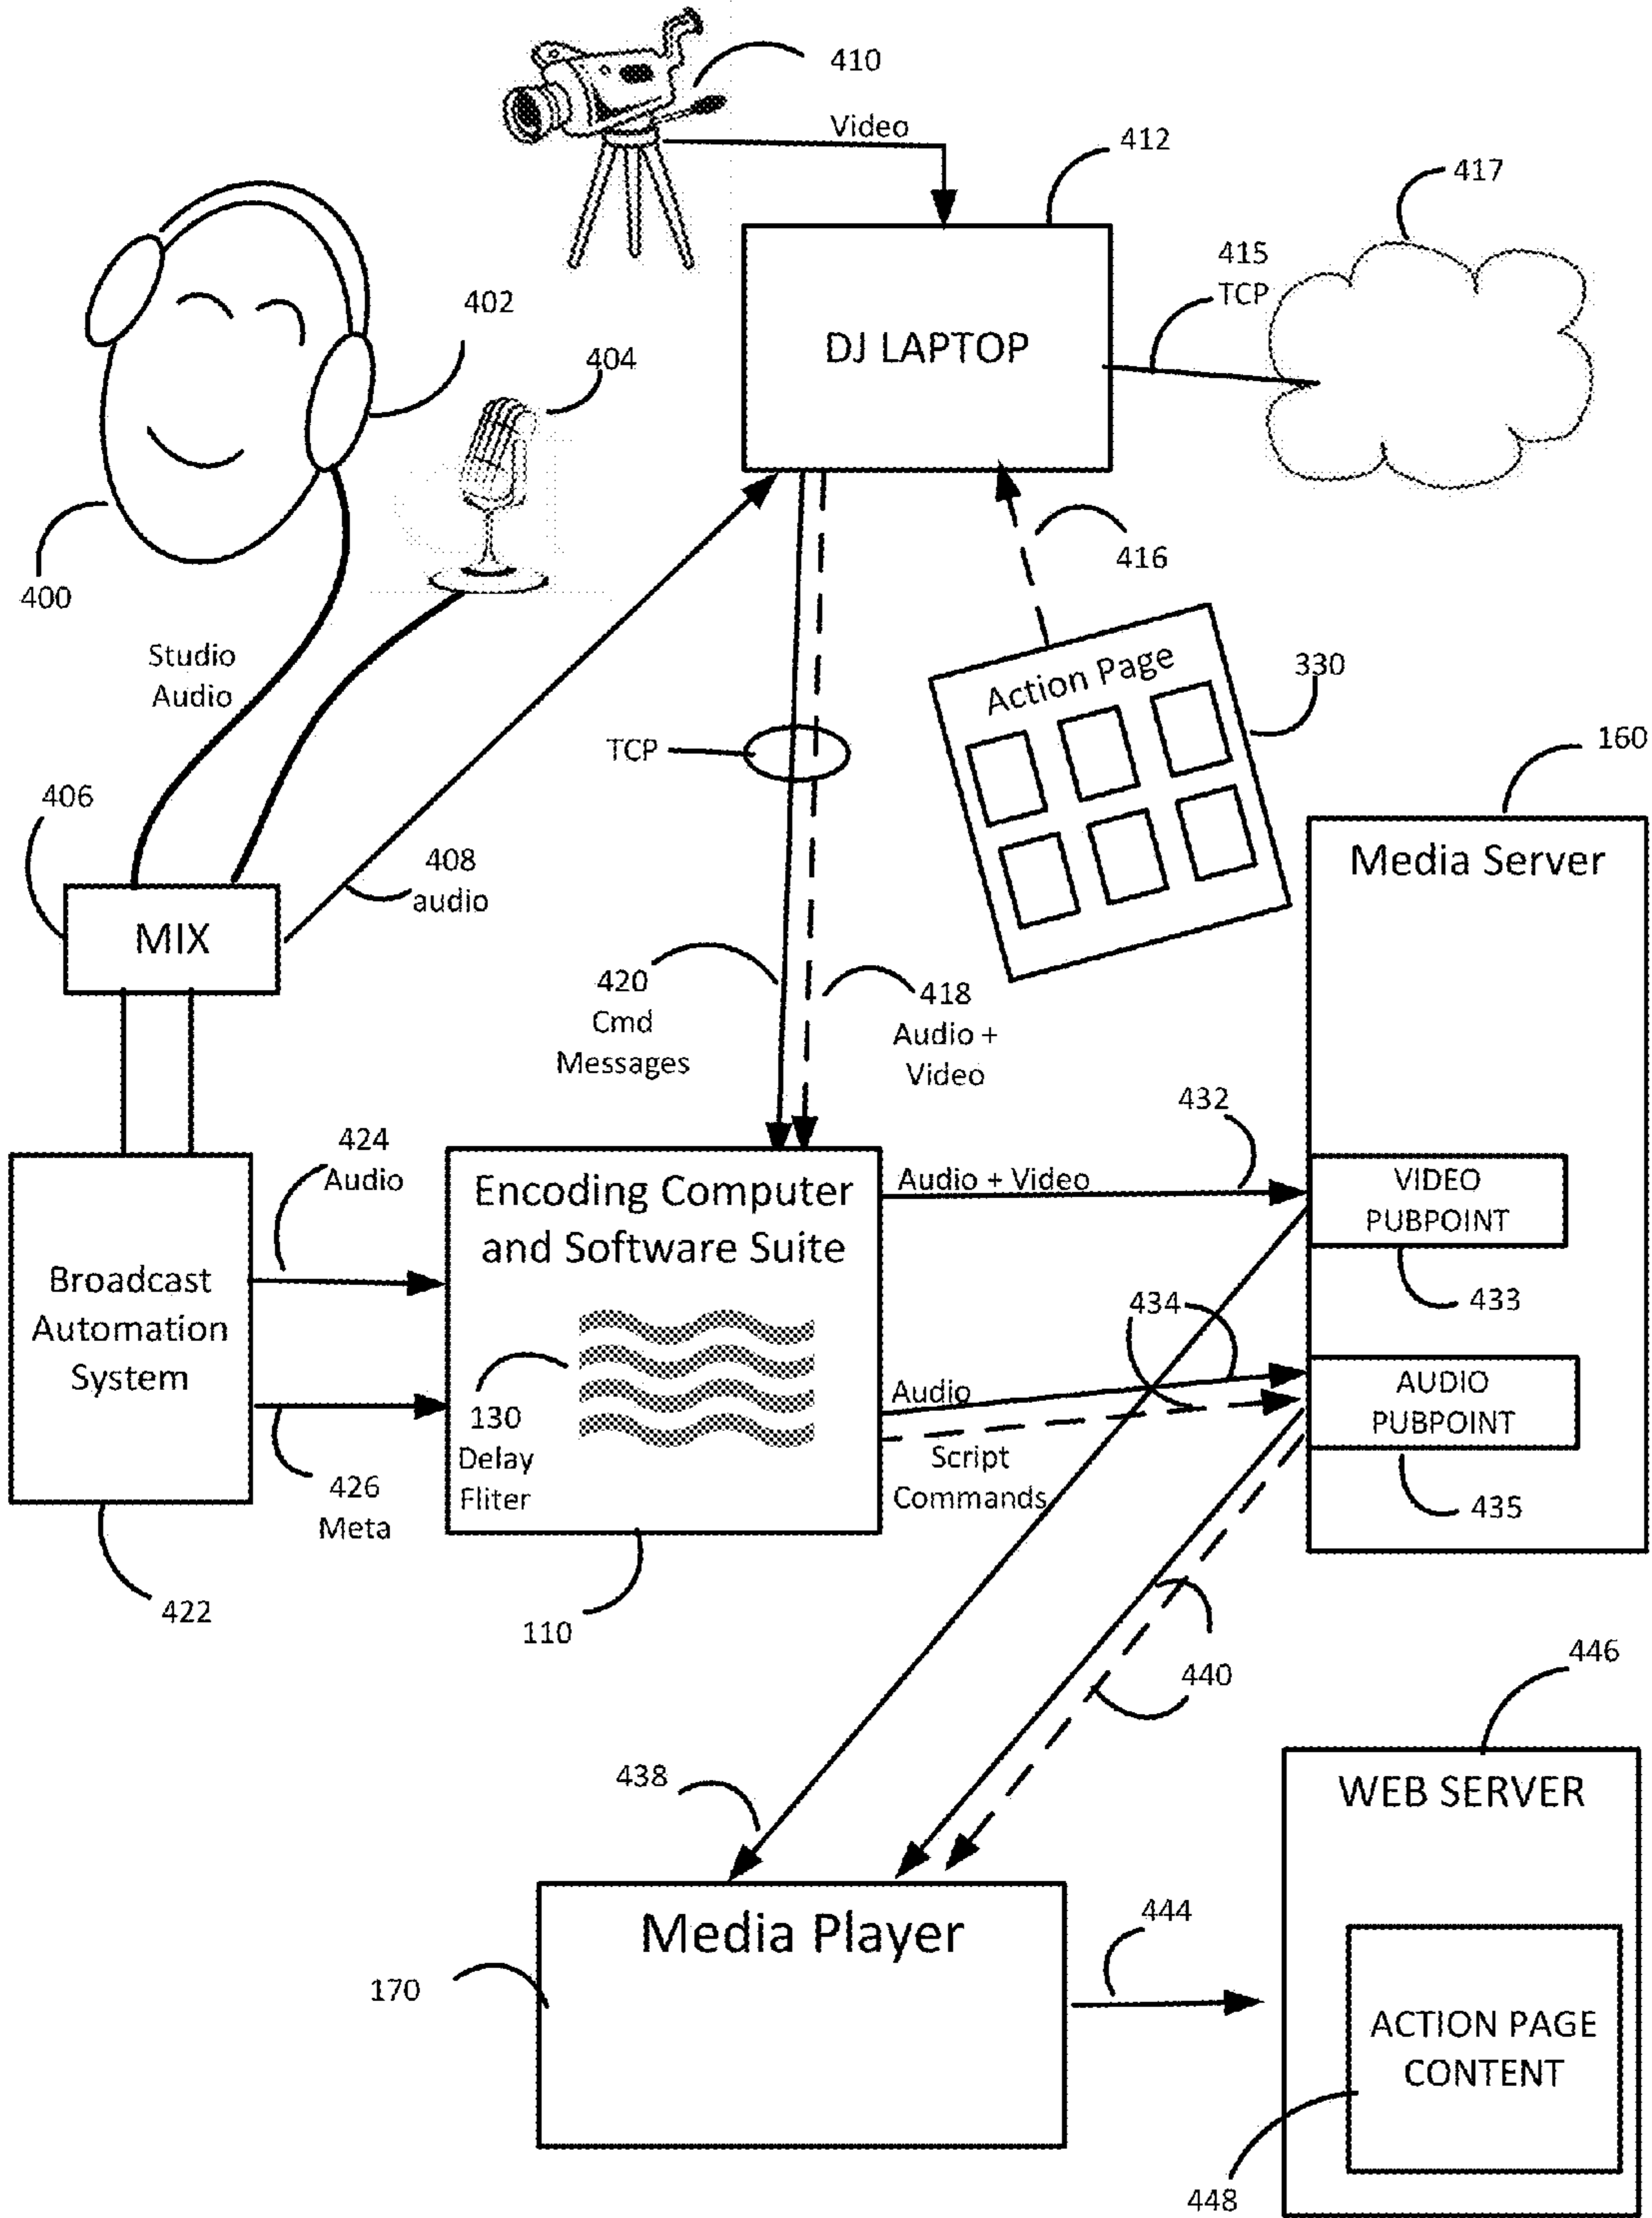 410
Video
412
417
415
TCP
402
404
DJ LAPTOP
416
400
Studio
Audio
Action Page
330
TCP
160
406
Media Server
408
audio
MIX
420
Cmd
Messages
418
Audio +
Video
432
424
Audio
Encoding Computer
and Software Suite
Audio + Video
VIDEO
PUBPOINT
433
Broadcast
Automation
System
434
130
Delay
Fliter
Audio
AUDIO
PUBPOINT
Script
Commands
435
426
Meta
422
110
440
446
438
WEB SERVER
Media Player
444
170
ACTION PAGE
CONTENT
448